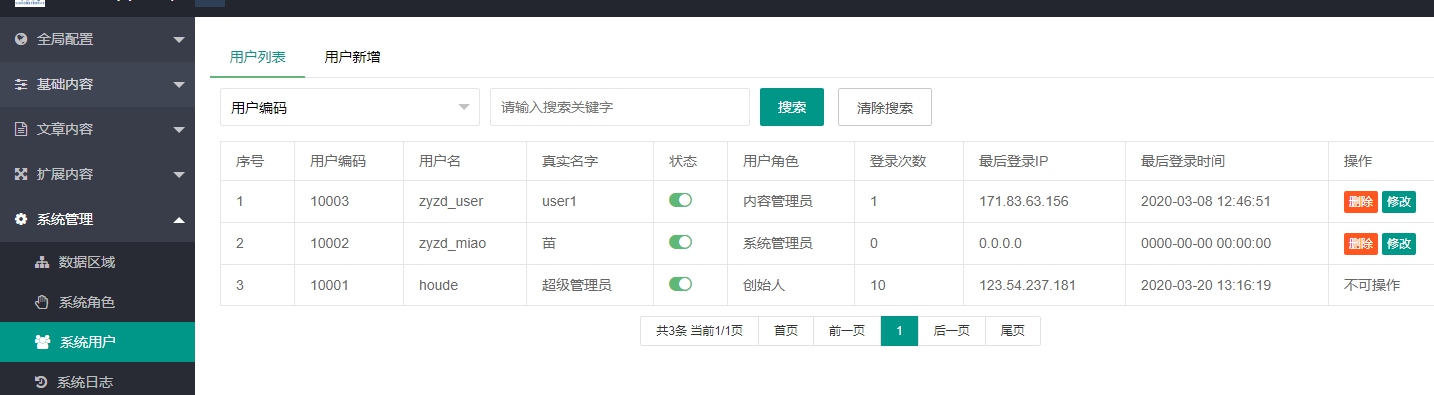 全局配置
基础内容
文章内容
扩展内容
系统管理
数据区域
系统角色
系统用户
系统日志
用户列表 用户新增
用户编码 请输入搜索关键字 搜索 清除搜索
序号 用户编码 用户名 真实名字 状态 用户角色 登录次数 最后登录IP 最后登录时间 操作
1 10003 zyzd_user user1 内容管理员 1 171.83.63.156 2020-03-08 12:46:51 删除 修改
2 10002 zyzd_miao 苗 系统管理员 0 0.0.0.0 0000-00-00 00:00:00 删除 修改
3 10001 houde 超级管理员 创始人 10 123.54.237.181 2020-03-20 13:16:19 不可操作
共3条 当前1/1页 首页 前一页 1 后一页 尾页